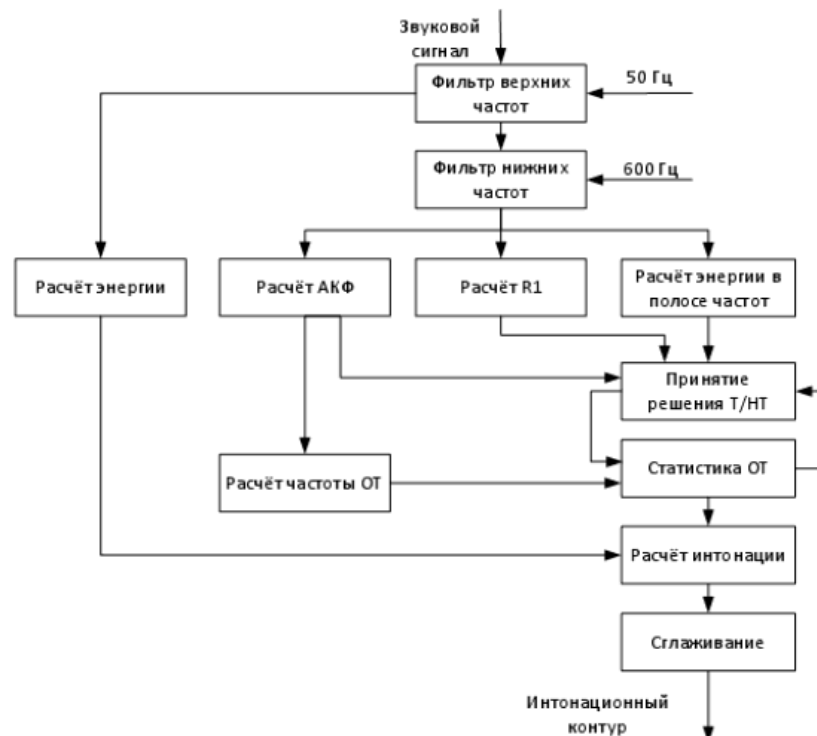 Звуковой
сигнал
Фильтр верхних
частот
50 Гц
Фильтр нижних
частот
600 Гц
Расчёт энергии
Расчёт АКФ
Расчёт R1
Расчёт энергии в
полосе частот
Принятие
решения Т/НТ
Расчёт частоты ОТ
Статистика ОТ
Расчёт интонации
Сглаживание
Интонационный
контур